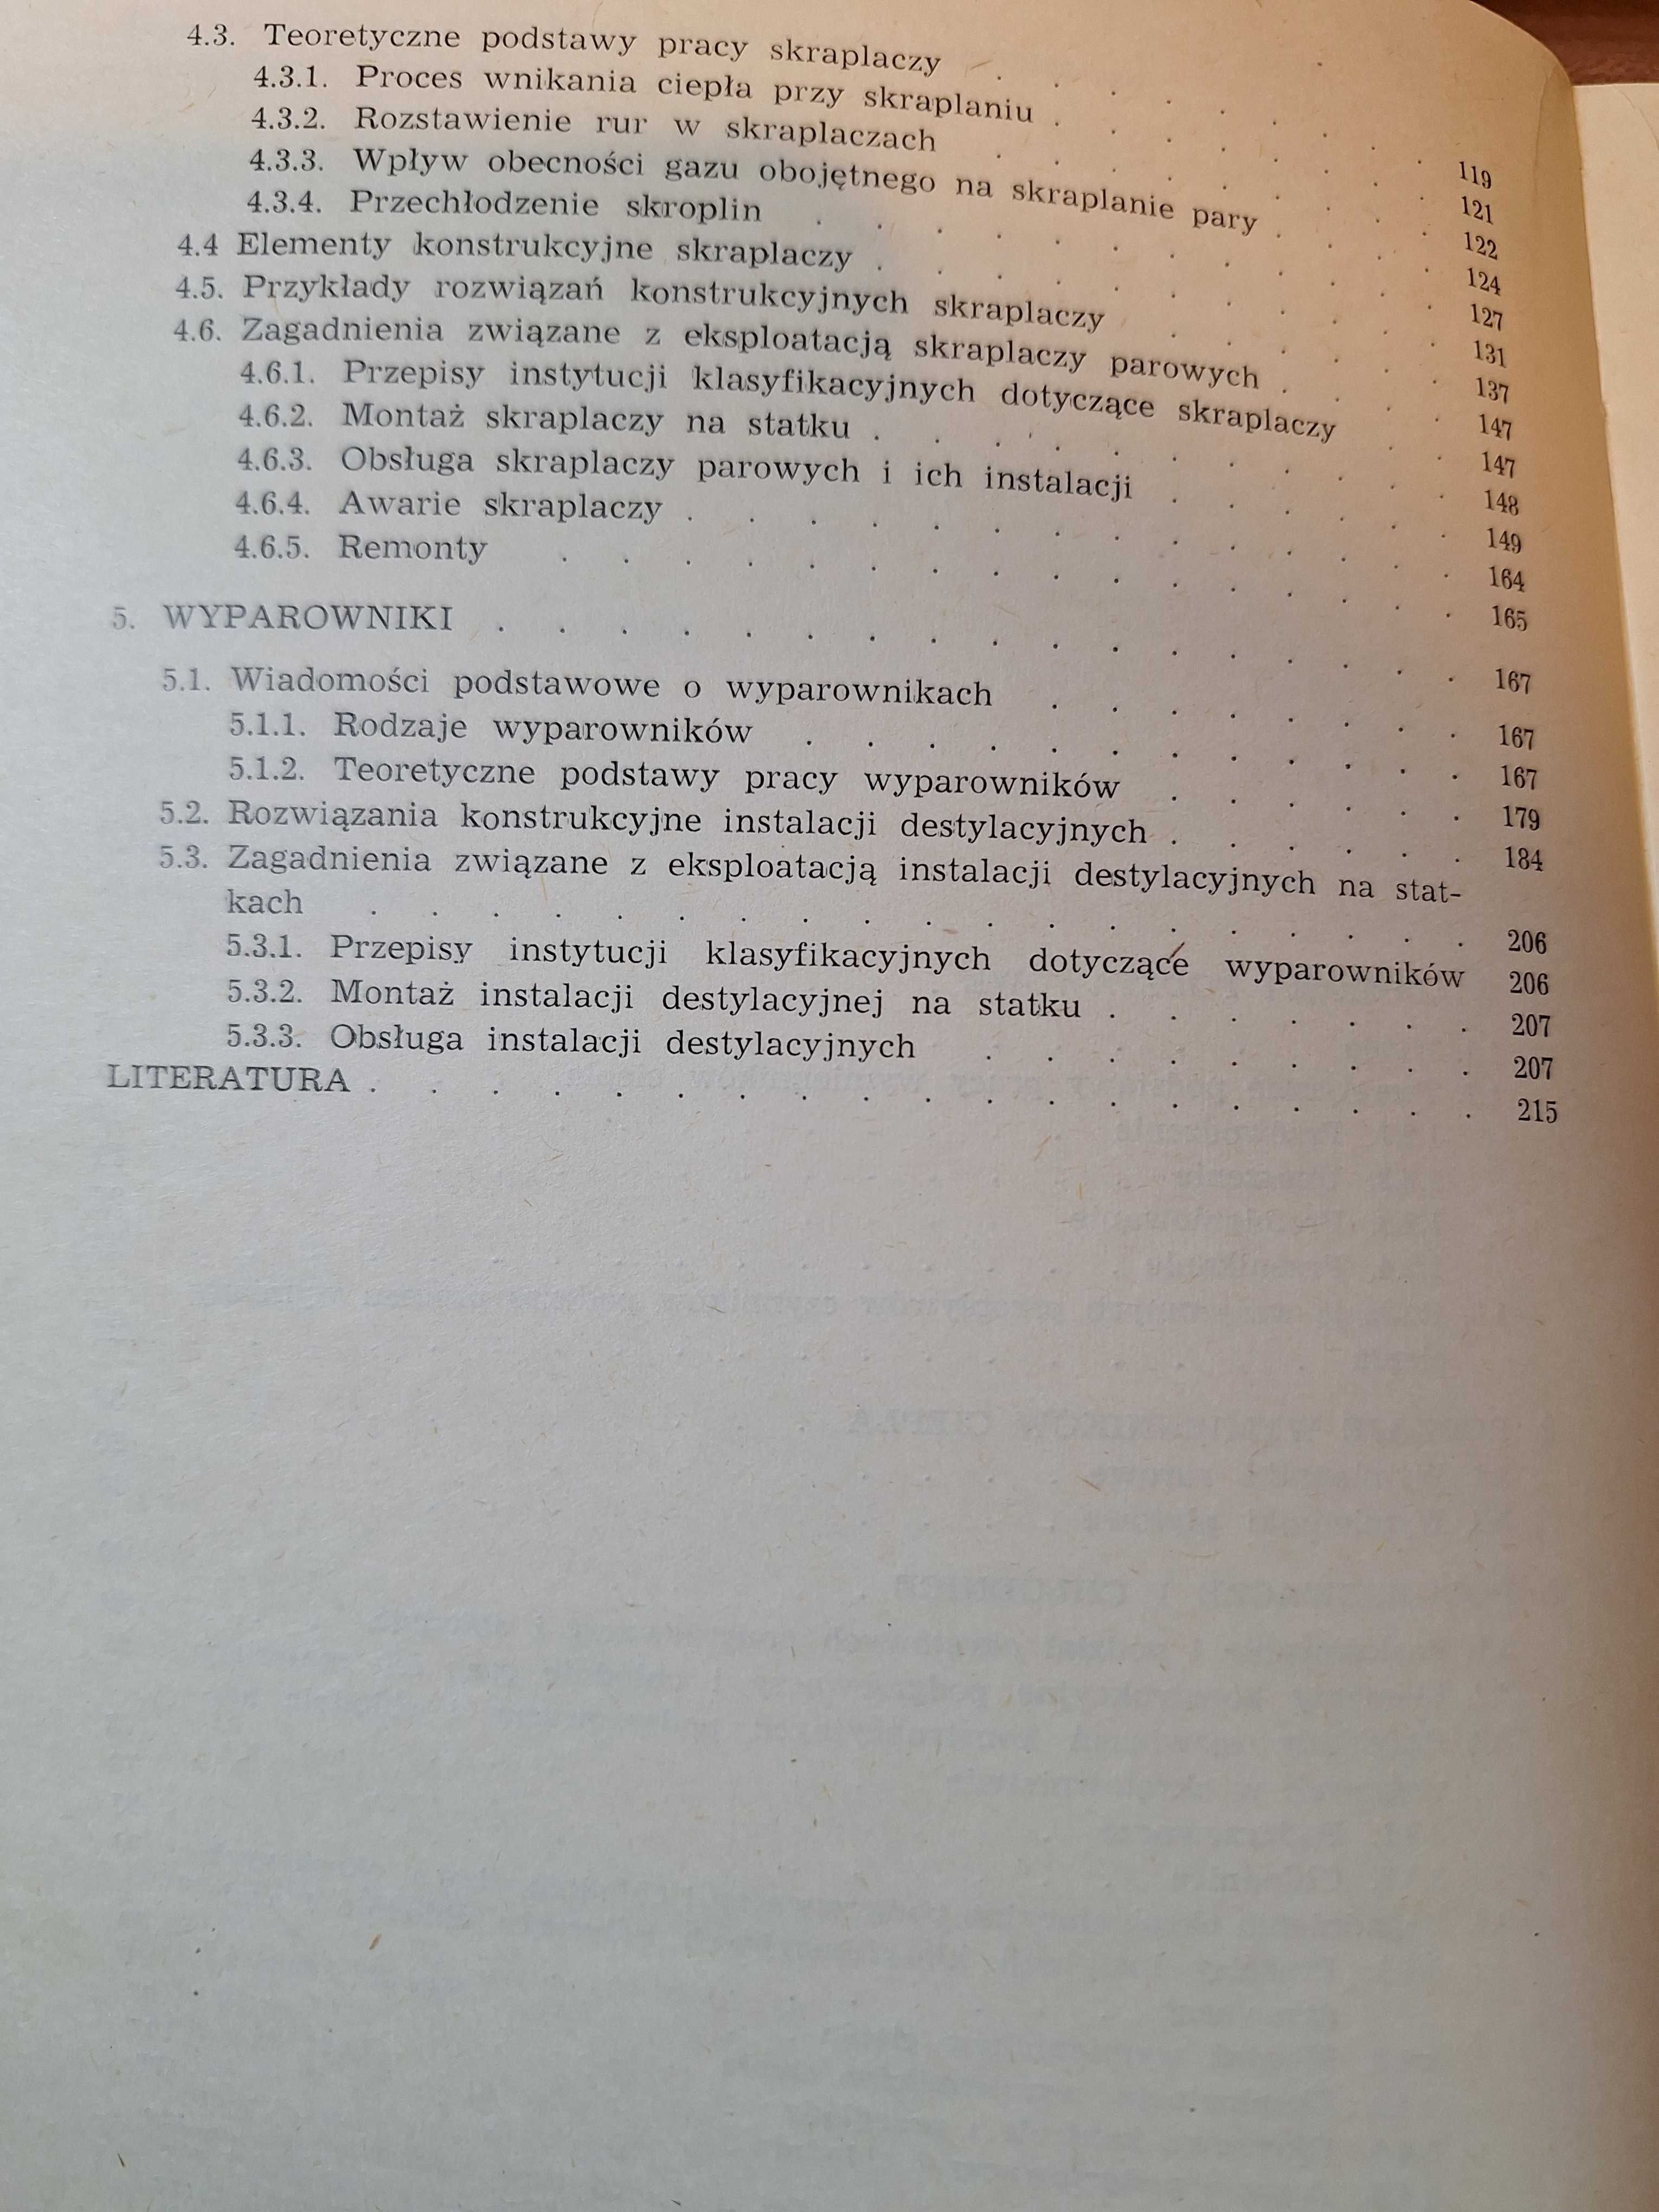 4.3. Teoretyczne podstawy pracy skraplaczy . . . . . . . . 119
4.3.1. Proces wnikania ciepła przy skraplaniu . . . . . . . 121
4.3.2. Rozstawienie rur w skraplaczach . . . . . . . . 122
4.3.3. Wpływ obecności gazu obojętnego na skraplanie pary . . . 124
4.3.4. Przechłodzenie skroplin . . . . . . . . . . . 127
4.4 Elementy konstrukcyjne skraplaczy . . . . . . . . . . 131
4.5. Przykłady rozwiązań konstrukcyjnych skraplaczy . . . . . 137
4.6. Zagadnienia związane z eksploatacją skraplaczy parowych . . . 147
4.6.1. Przepisy instytucji klasyfikacyjnych dotyczące skraplaczy . . 147
4.6.2. Montaż skraplaczy na statku . . . . . . . . . . 148
4.6.3. Obsługa skraplaczy parowych i ich instalacji . . . . . 149
4.6.4. Awarie skraplaczy . . . . . . . . . . . . . 164
4.6.5. Remonty . . . . . . . . . . . . . . . 165
5. WYPAROWNIKI . . . . . . . . . . . . . . . . 167
5.1. Wiadomości podstawowe o wyparownikach . . . . . . . 167
5.1.1. Rodzaje wyparowników . . . . . . . . . . . 167
5.1.2. Teoretyczne podstawy pracy wyparowników . . . . . 179
5.2. Rozwiązania konstrukcyjne instalacji destylacyjnych . . . . . 184
5.3. Zagadnienia związane z eksploatacją instalacji destylacyjnych na stat-
kach . . . . . . . . . . . . . . . . . . . 206
5.3.1. Przepisy instytucji klasyfikacyjnych dotyczące wyparowników 206
5.3.2. Montaż instalacji destylacyjnej na statku . . . . . . . 207
5.3.3. Obsługa instalacji destylacyjnych . . . . . . . . . 207
LITERATURA . . . . . . . . . . . . . . . . . . . 215